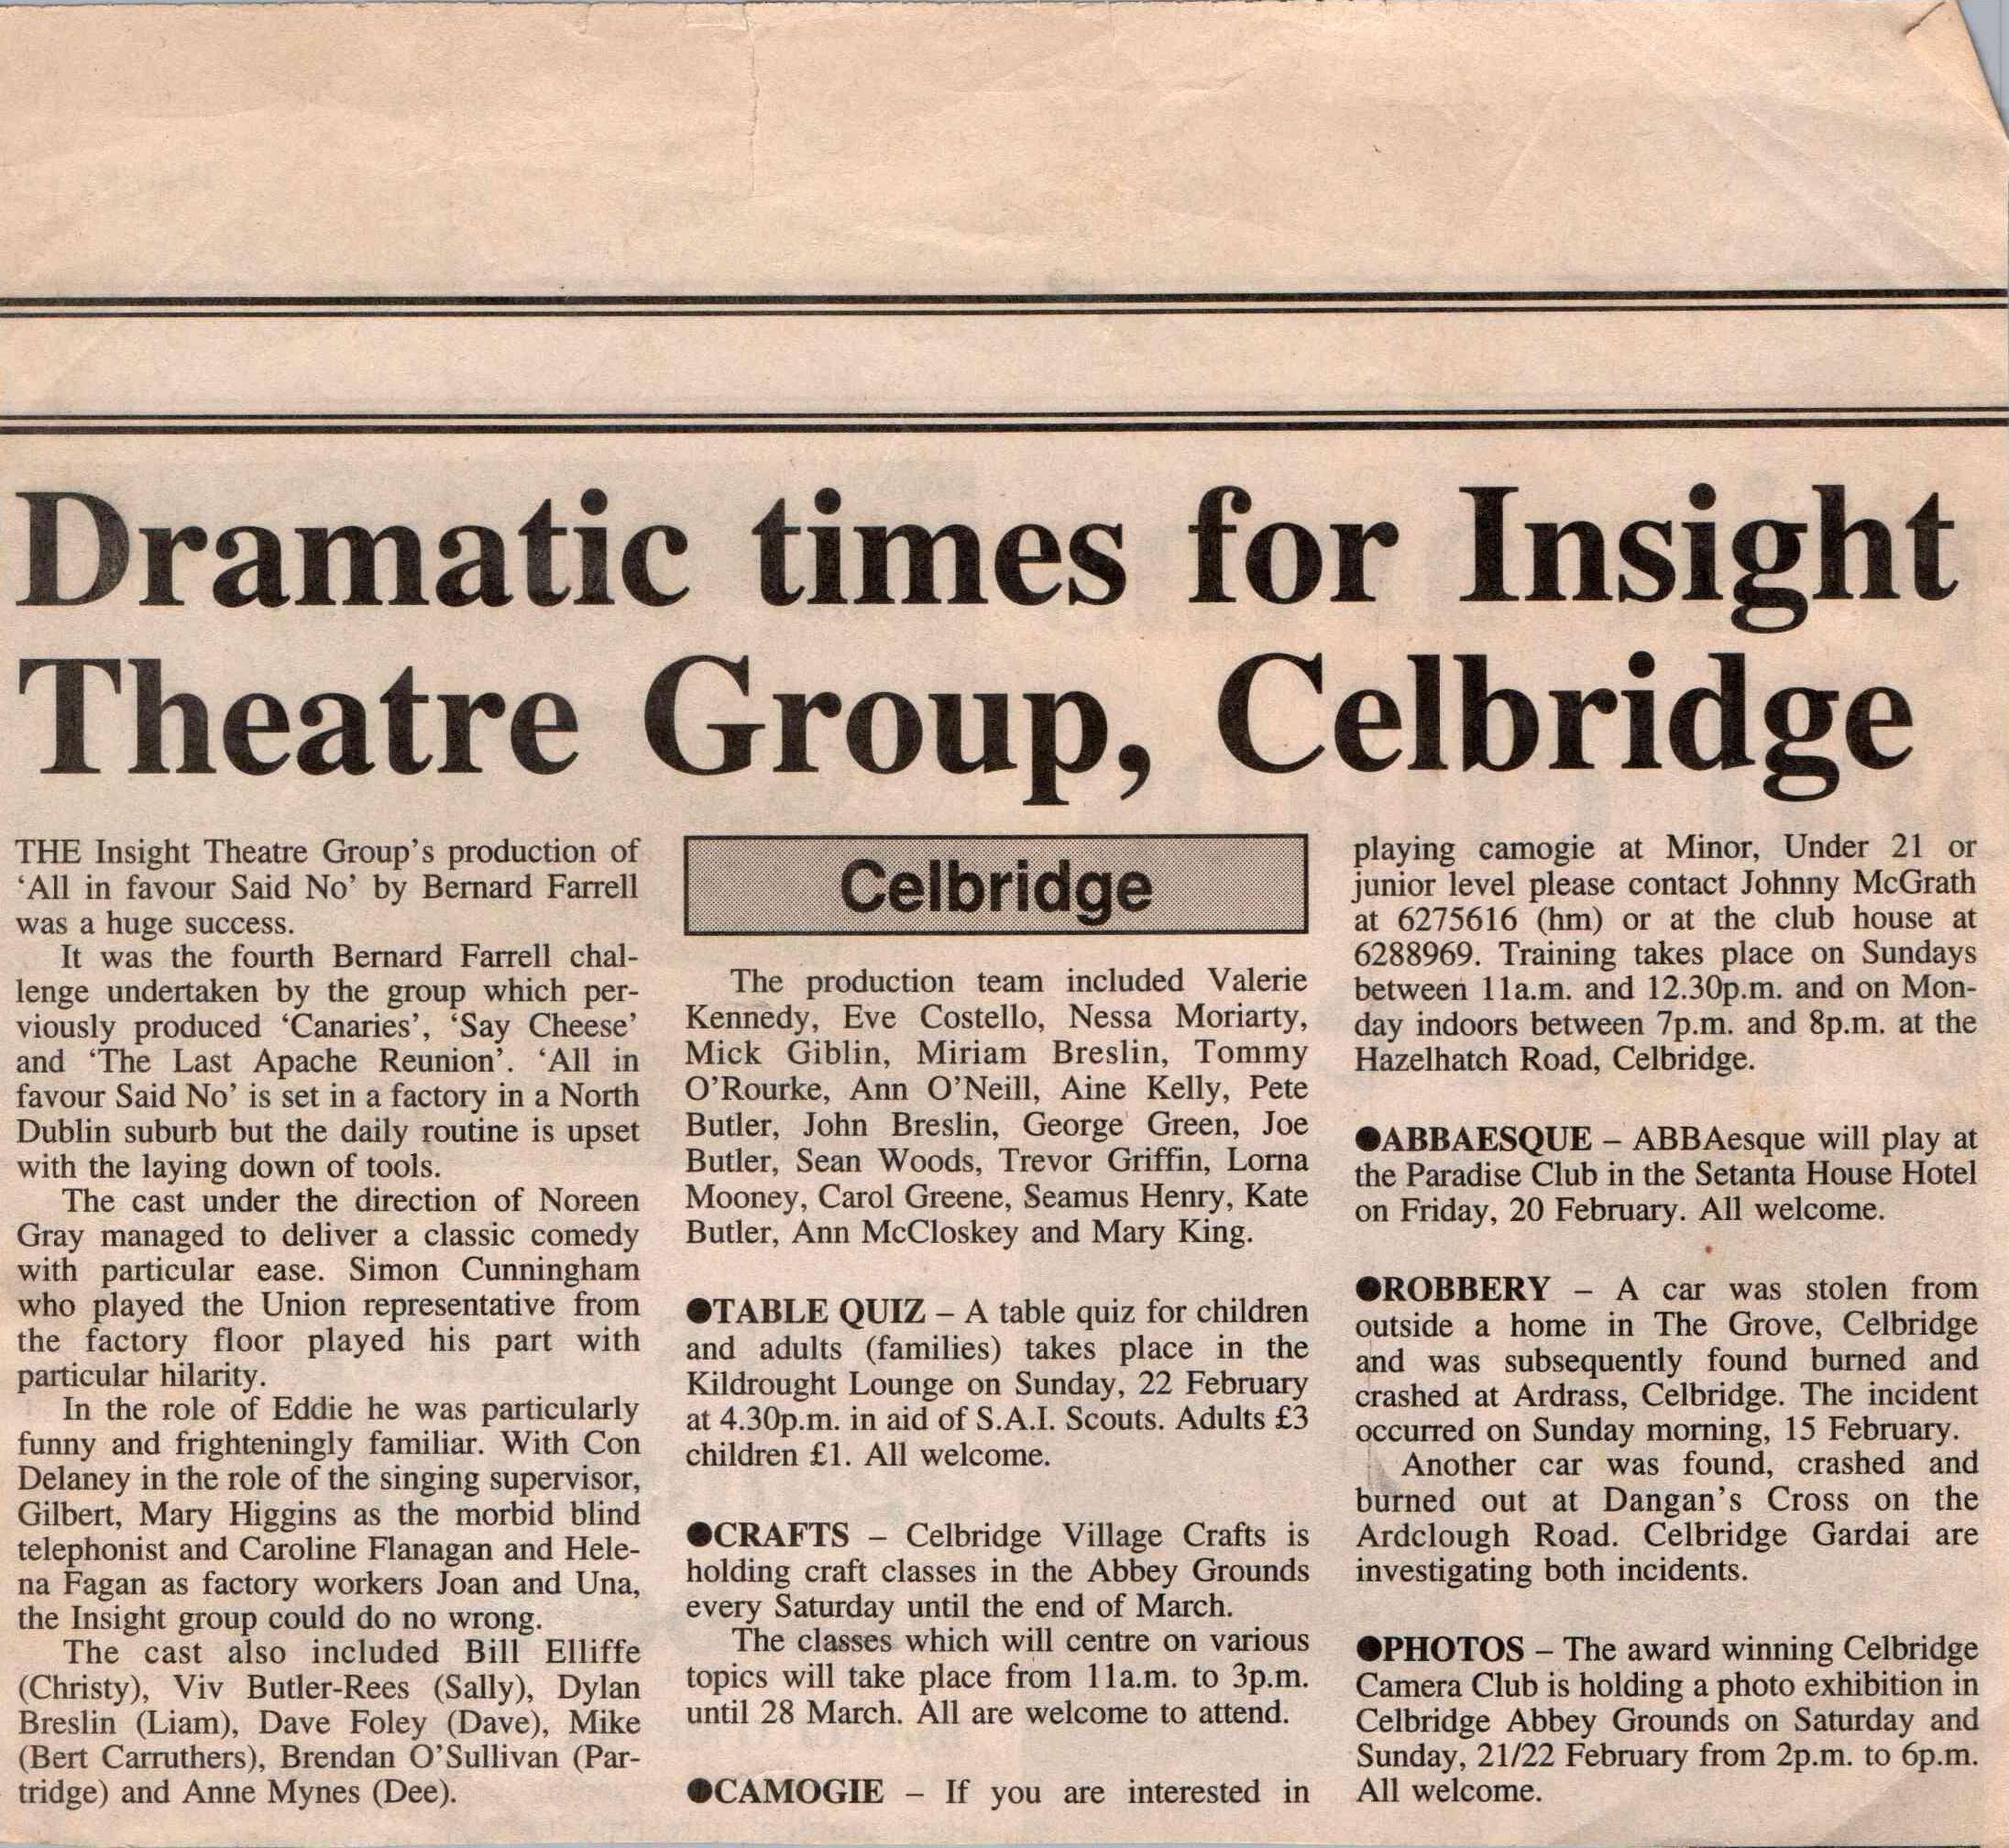 Dramatic times for Insight
Theatre Group, Celbridge
THE Insight Theatre Group's production of
'All in favour Said No' by Bernard Farrell
was a huge success.
It was the fourth Bernard Farrell chal-
lenge undertaken by the group which per-
viously produced 'Canaries', 'Say Cheese'
and 'The Last Apache Reunion'. 'All in
favour Said No' is set in a factory in a North
Dublin suburb but the daily routine is upset
with the laying down of tools.
The cast under the direction of Noreen
Gray managed to deliver a classic comedy
with particular ease. Simon Cunningham
who played the Union representative from
the factory floor played his part with
particular hilarity.
In the role of Eddie he was particularly
funny and frighteningly familiar. With Con
Delaney in the role of the singing supervisor,
Gilbert, Mary Higgins as the morbid blind
telephonist and Caroline Flanagan and Hele-
na Fagan as factory workers Joan and Una,
the Insight group could do no wrong.
The cast also included Bill Elliffe
(Christy), Viv Butler-Rees (Sally), Dylan
Breslin (Liam), Dave Foley (Dave), Mike
(Bert Carruthers), Brendan O'Sullivan (Par-
tridge) and Anne Mynes (Dee).
Celbridge
The production team included Valerie
Kennedy, Eve Costello, Nessa Moriarty,
Mick Giblin, Miriam Breslin, Tommy
O'Rourke, Ann O'Neill, Aine Kelly, Pete
Butler, John Breslin, George Green, Joe
Butler, Sean Woods, Trevor Griffin, Lorna
Mooney, Carol Greene, Seamus Henry, Kate
Butler, Ann McCloskey and Mary King.
●TABLE QUIZ – A table quiz for children
and adults (families) takes place in the
Kildrought Lounge on Sunday, 22 February
at 4.30p.m. in aid of S.A.I. Scouts. Adults £3
children £1. All welcome.
●CRAFTS – Celbridge Village Crafts is
holding craft classes in the Abbey Grounds
every Saturday until the end of March.
The classes which will centre on various
topics will take place from 11a.m. to 3p.m.
until 28 March. All are welcome to attend.
●CAMOGIE – If you are interested in
playing camogie at Minor, Under 21 or
junior level please contact Johnny McGrath
at 6275616 (hm) or at the club house at
6288969. Training takes place on Sundays
between 11a.m. and 12.30p.m. and on Mon-
day indoors between 7p.m. and 8p.m. at the
Hazelhatch Road, Celbridge.
●ABBAESQUE – ABBAesque will play at
the Paradise Club in the Setanta House Hotel
on Friday, 20 February. All welcome.
●ROBBERY – A car was stolen from
outside a home in The Grove, Celbridge
and was subsequently found burned and
crashed at Ardrass, Celbridge. The incident
occurred on Sunday morning, 15 February.
Another car was found, crashed and
burned out at Dangan's Cross on the
Ardclough Road. Celbridge Gardai are
investigating both incidents.
●PHOTOS – The award winning Celbridge
Camera Club is holding a photo exhibition in
Celbridge Abbey Grounds on Saturday and
Sunday, 21/22 February from 2p.m. to 6p.m.
All welcome.